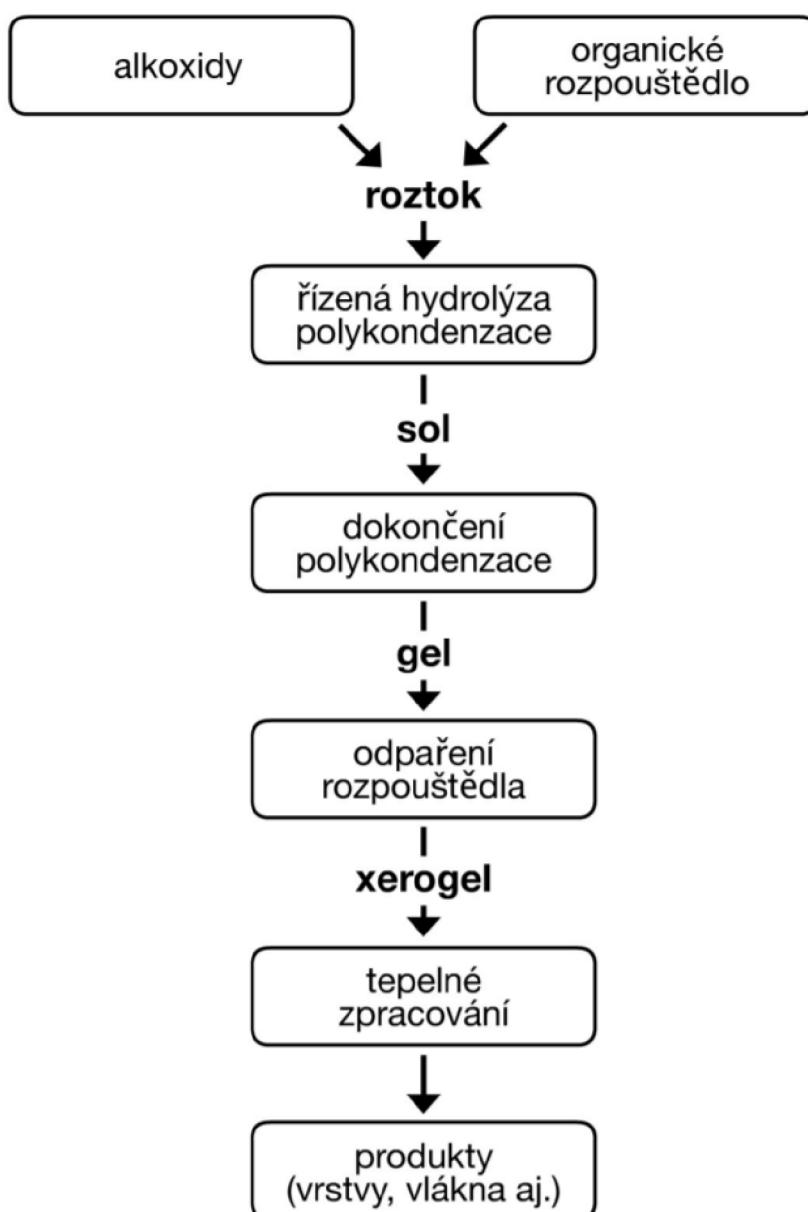 alkoxidy
organické
rozpouštědlo
roztok
řízená hydrolýza
polykondenzace
sol
dokončení
polykondenzace
gel
odpaření
rozpouštědla
xerogel
tepelné
zpracování
produkty
(vrstvy, vlákna aj.)